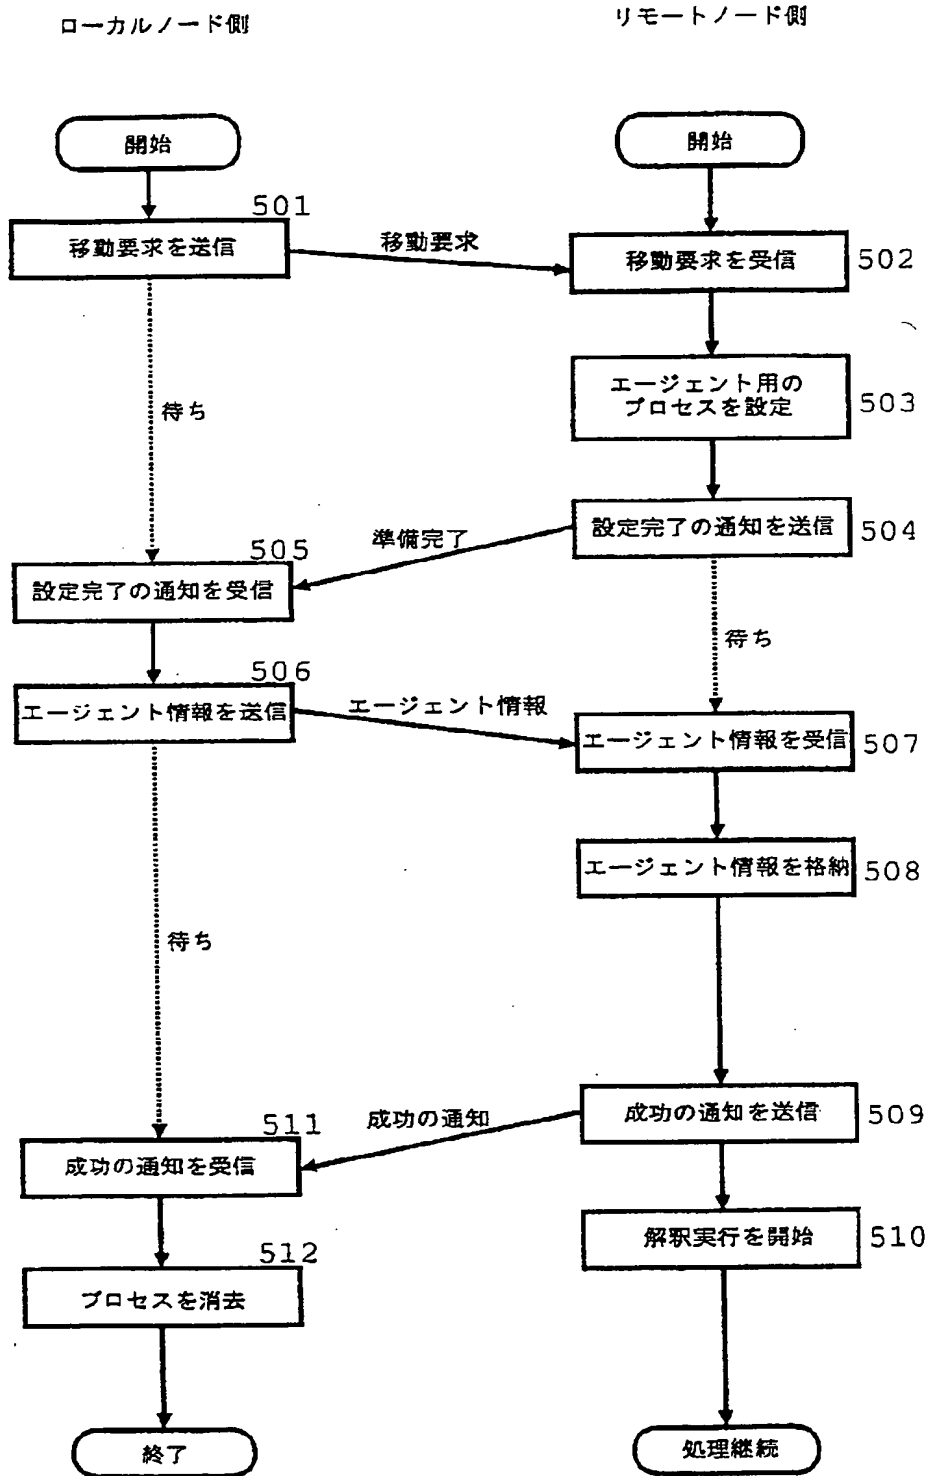 ローカルノード側
リモートノード側
開始
開始
501
移動要求を送信
移動要求
移動要求を受信
502
エージェント用の
プロセスを設定
503
待ち
設定完了の通知を送信
504
準備完了
505
設定完了の通知を受信
待ち
506
エージェント情報を送信
エージェント情報
エージェント情報を受信
507
エージェント情報を格納
508
待ち
成功の通知を送信
509
成功の通知
511
成功の通知を受信
解釈実行を開始
510
512
プロセスを消去
終了
処理継続